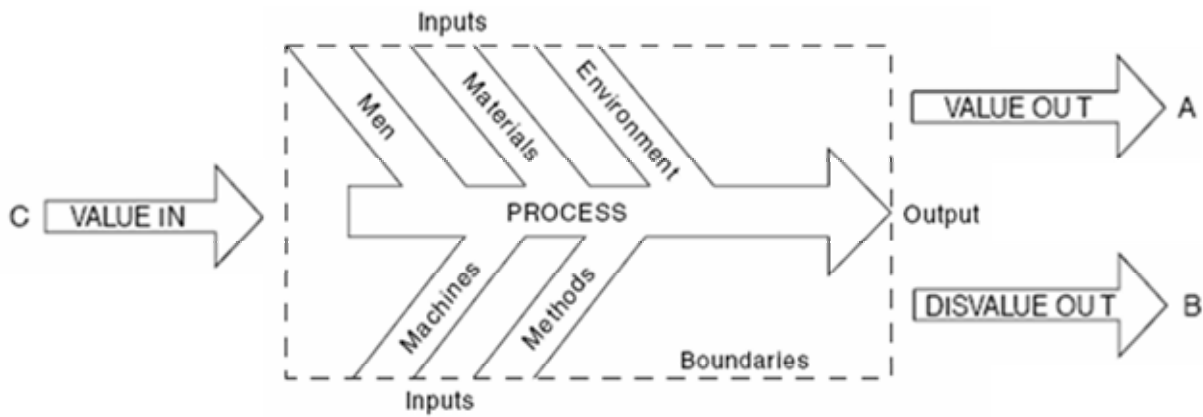 Inputs
Men
Materials
Environment
VALUE OUT
A
C
VALUE IN
PROCESS
Output
Machines
Methods
DISVALUE OUT
B
Boundaries
Inputs